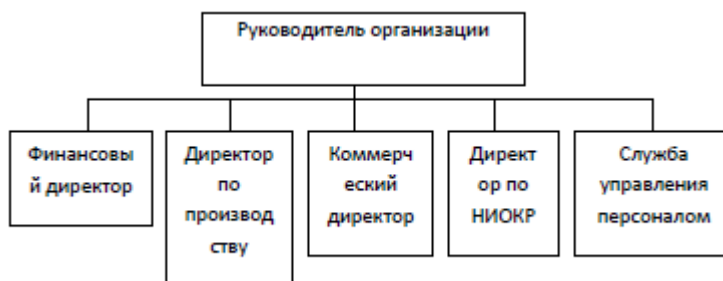 Руководитель организации
Финансовы
й директор
Директор
по
производ
ству
Коммерч
еский
директор
Директ
ор по
НИОКР
Служба
управления
персоналом